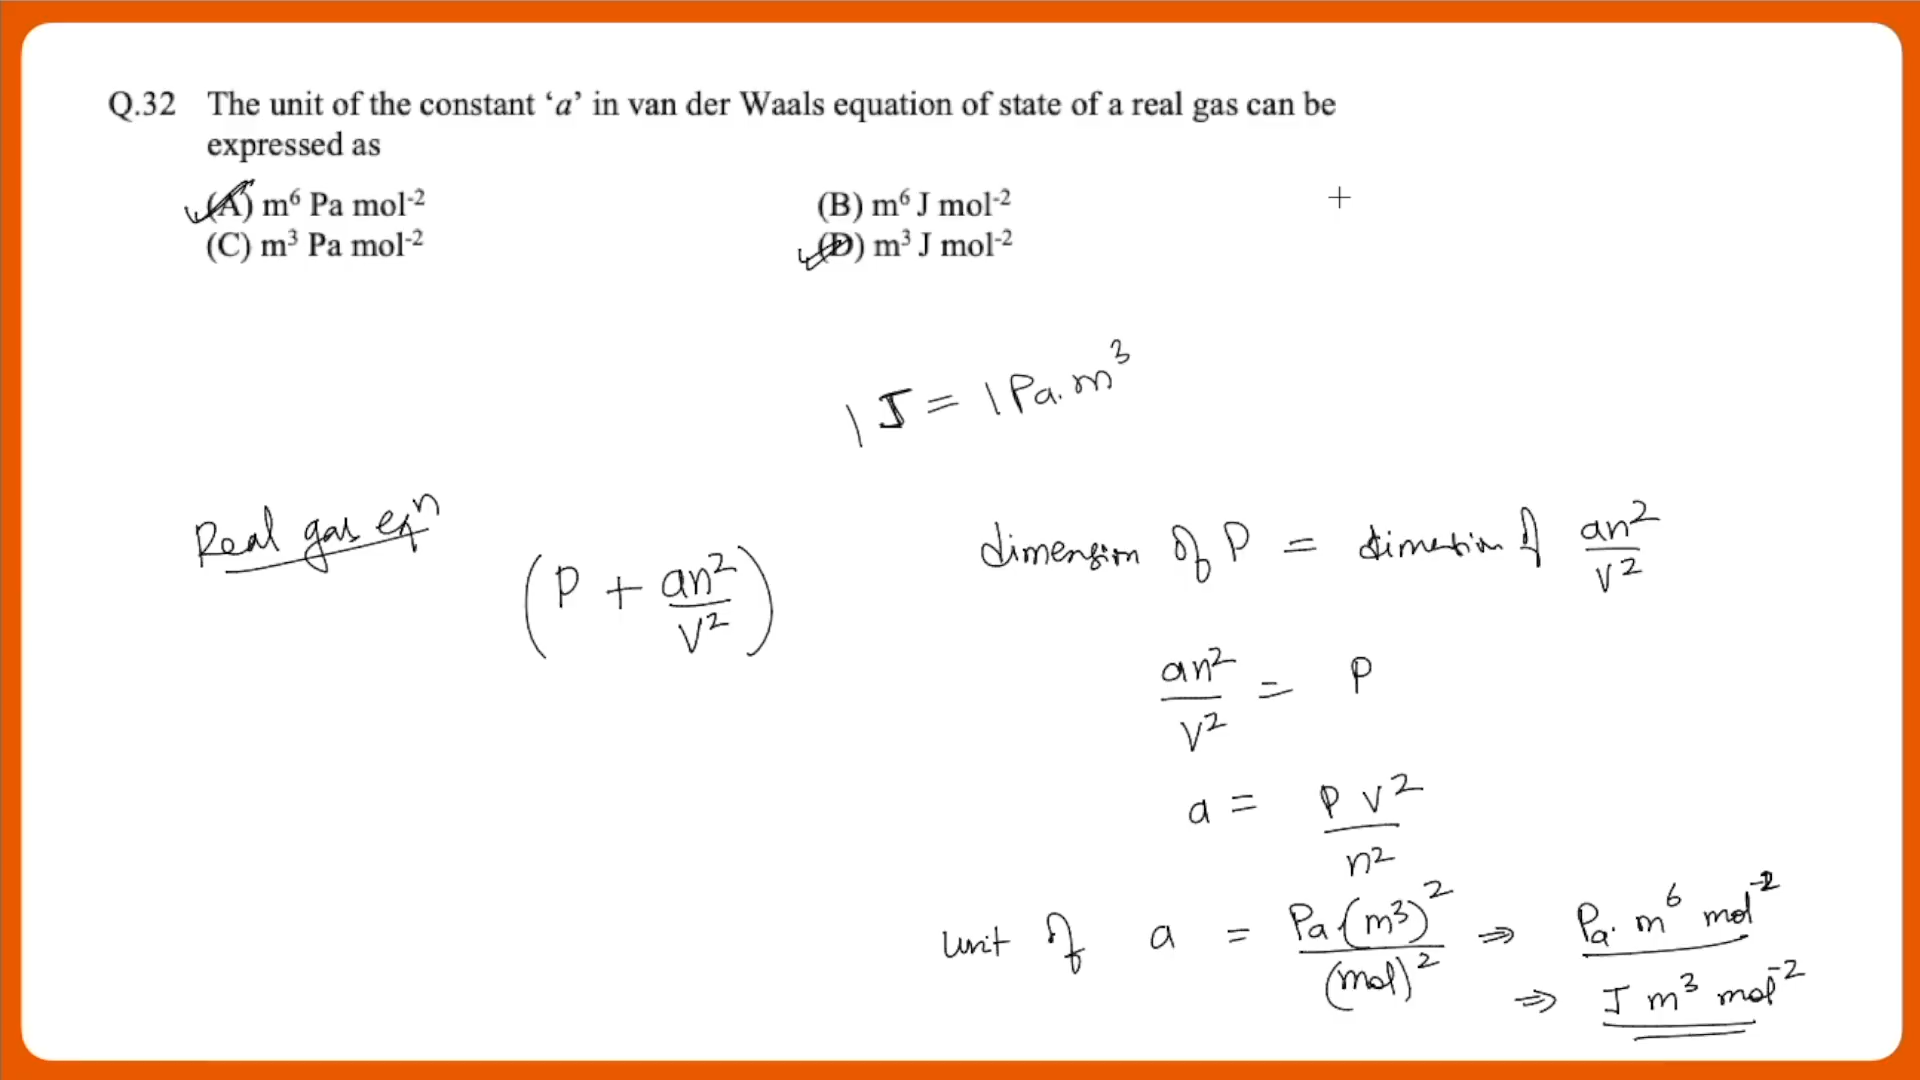 Q.32 The unit of the constant ‘a’ in van der Waals equation of state of a real gas can be
expressed as
(A) m⁶ Pa mol⁻² (B) m⁶ J mol⁻²
(C) m³ Pa mol⁻² (D) m³ J mol⁻²
1 J = 1 Pa. m³
Real gas eqⁿ
(P + an²/V²)
dimension of P = dimention of an²/V²
an²/V² = P
a = P V²/n²
unit of a = Pa (m³)²/(mol)² ⇒ Pa. m⁶ mol⁻²
⇒ J m³ mol⁻²